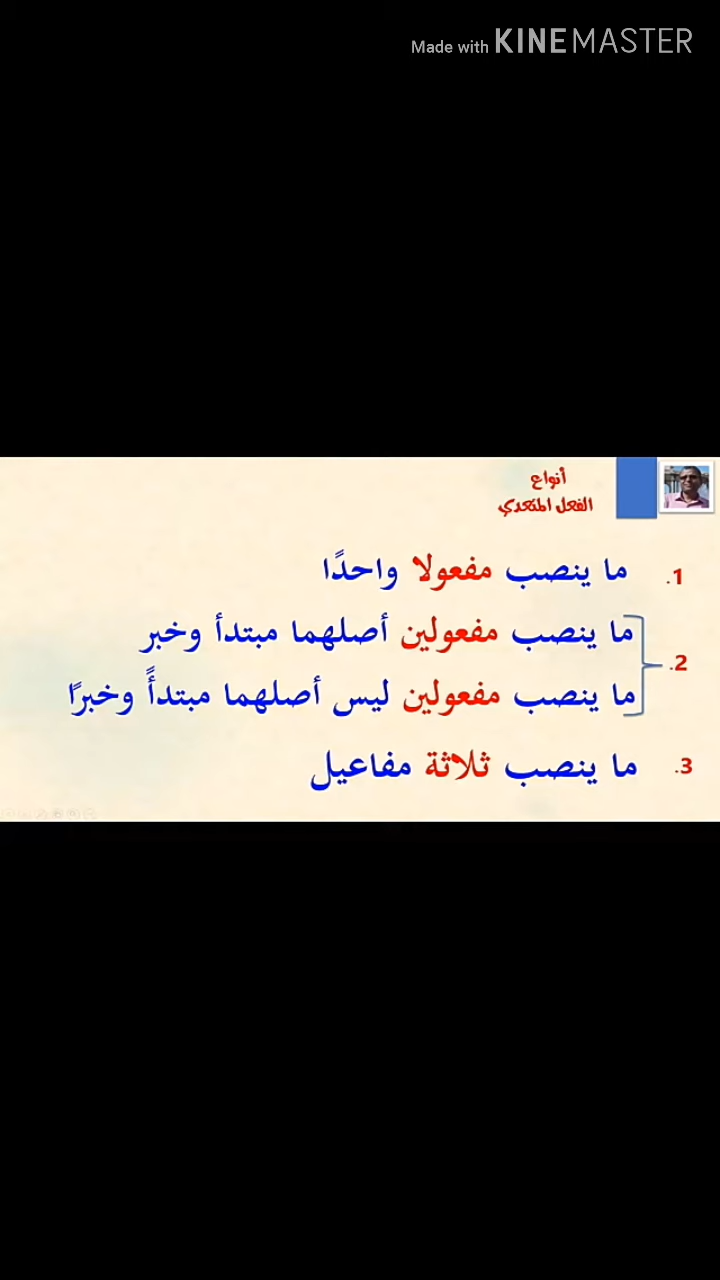 Made with KINEMASTER
أنواع
الفعل المتعدي
1. ما ينصب مفعولا واحدًا
2. ما ينصب مفعولين أصلهما مبتدأ وخبر
ما ينصب مفعولين ليس أصلهما مبتدأً وخبرًا
3. ما ينصب ثلاثة مفاعيل